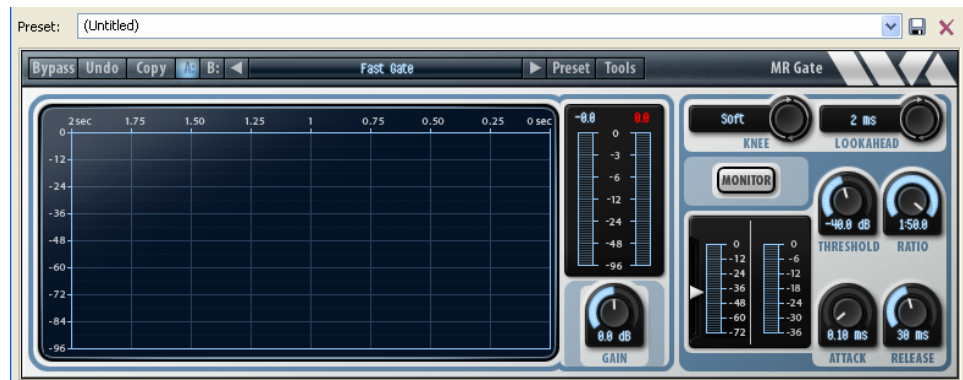 Preset: (Untitled)
Bypass Undo Copy A: B: Fast Gate Preset Tools MR Gate
2sec 1.75 1.50 1.25 1 0.75 0.50 0.25 0 sec
0
-12
-24
-36
-48
-60
-72
-84
-96
-0.0 0.0
0
-3
-6
-12
-24
-48
-96
0.0 dB
GAIN
Soft 2 ms
KNEE LOOKAHEAD
MONITOR
-40.0 dB 1:50.0
THRESHOLD RATIO
0 0
-12 -6
-24 -12
-36 -18
-48 -24
-60 -30
-72 -36
0.10 ms 30 ms
ATTACK RELEASE